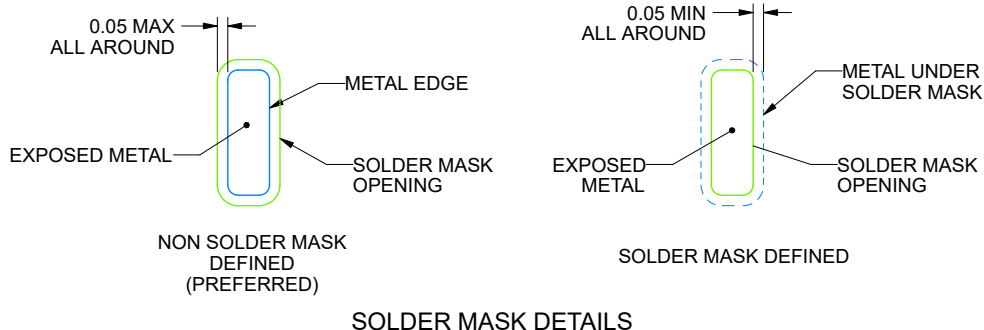 0.05 MAX
ALL AROUND
METAL EDGE
EXPOSED METAL
SOLDER MASK
OPENING
NON SOLDER MASK
DEFINED
(PREFERRED)
0.05 MIN
ALL AROUND
METAL UNDER
SOLDER MASK
EXPOSED
METAL
SOLDER MASK
OPENING
SOLDER MASK DEFINED
SOLDER MASK DETAILS